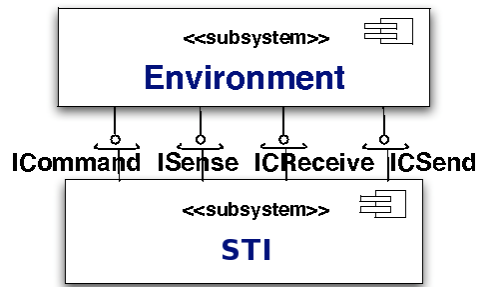 <<subsystem>>
Environment
ICommand ISense ICReceive ICSend
<<subsystem>>
STI